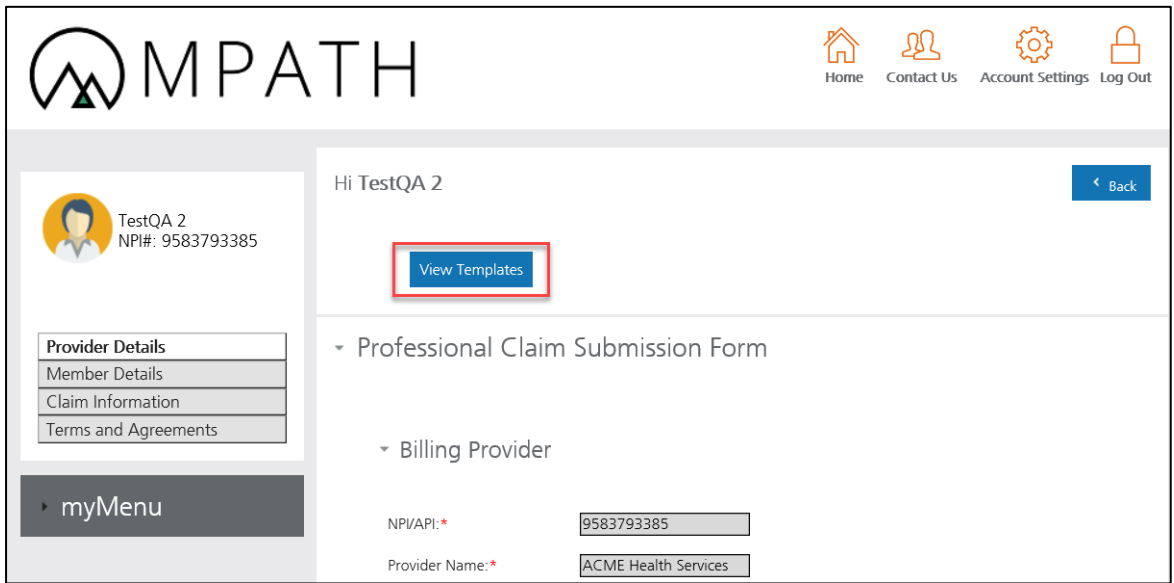 MPATH
Home Contact Us Account Settings Log Out
Hi TestQA 2
Back
TestQA 2
NPI#: 9583793385
View Templates
Provider Details
Member Details
Claim Information
Terms and Agreements
myMenu
Professional Claim Submission Form
Billing Provider
NPI/API:* 9583793385
Provider Name:* ACME Health Services